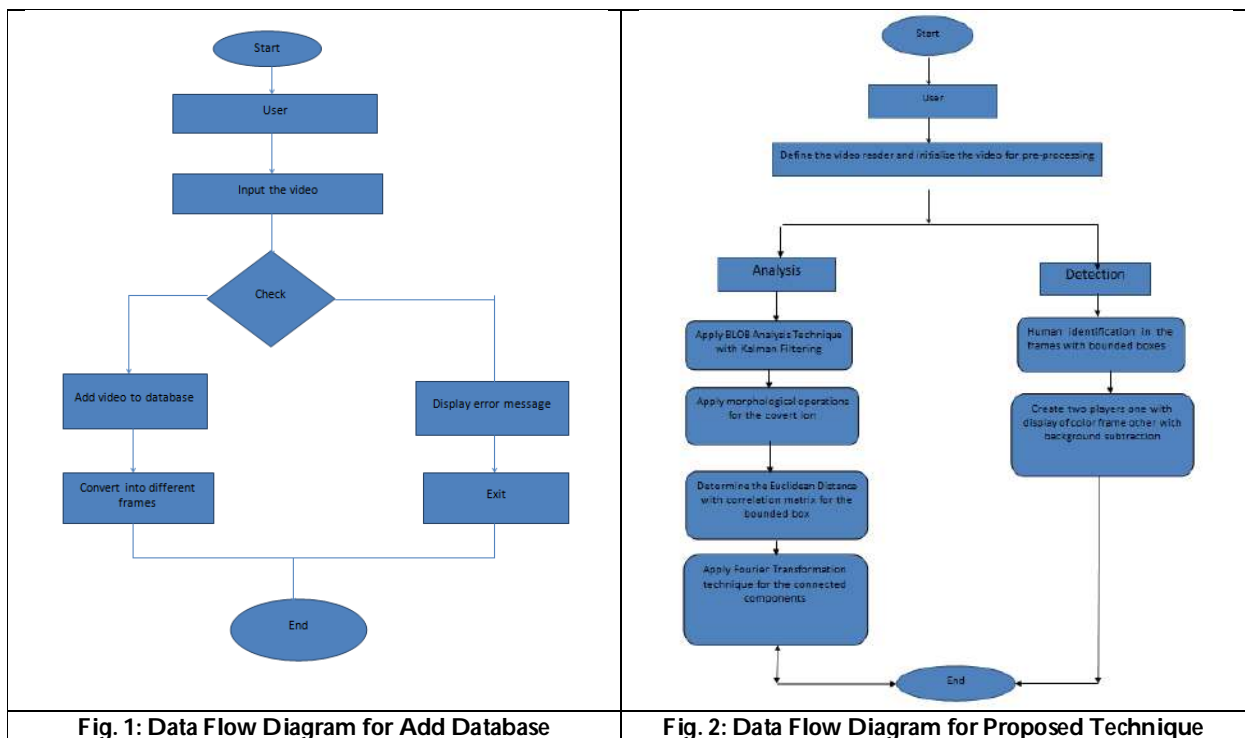 Start
User
Input the video
Check
Add video to database
Display error message
Convert into different
frames
Exit
End
Fig. 1: Data Flow Diagram for Add Database
Start
User
Define the video reader and initialise the video for pre-processing
Analysis
Detection
Apply BLOB Analysis Technique
with Kalman Filtering
Human identification in the
frames with bounded boxes
Apply morphological operations
for the covert ion
Create two players one with
display of color frame other with
background subtraction
Determine the Euclidean Distance
with correlation matrix for the
bounded box
Apply Fourier Transformation
technique for the connected
components
End
Fig. 2: Data Flow Diagram for Proposed Technique